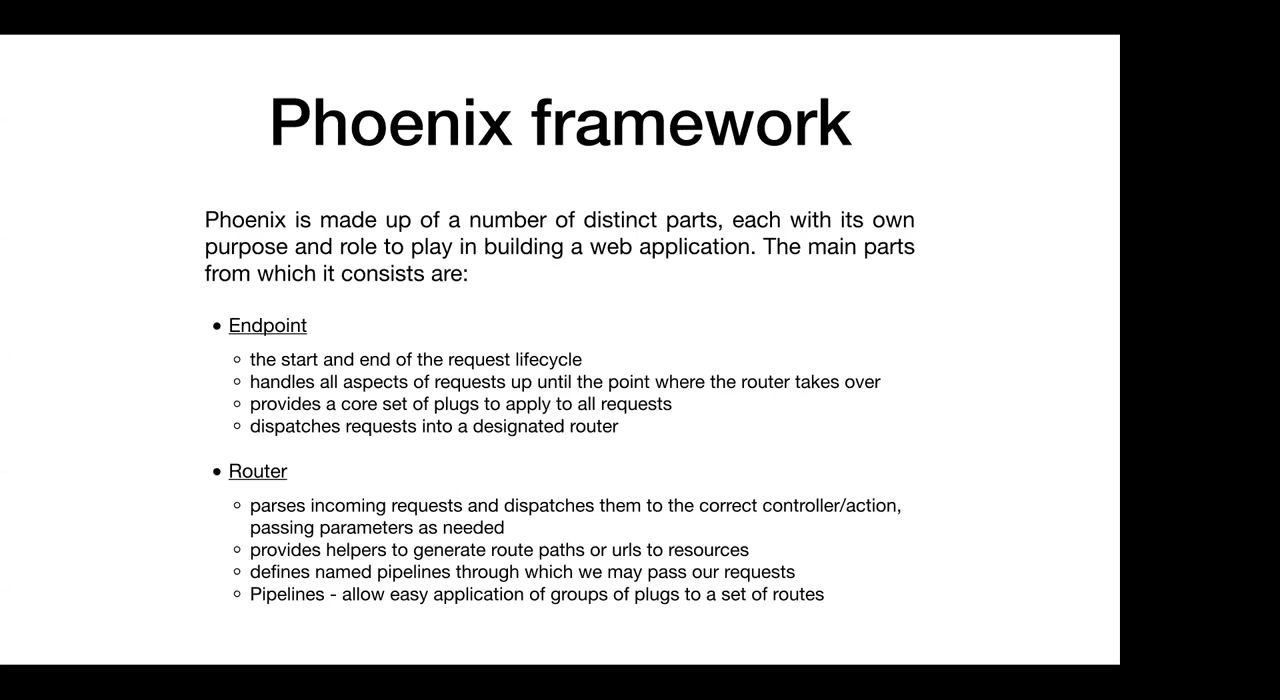 Phoenix framework
Phoenix is made up of a number of distinct parts, each with its own
purpose and role to play in building a web application. The main parts
from which it consists are:
• Endpoint
◦ the start and end of the request lifecycle
◦ handles all aspects of requests up until the point where the router takes over
◦ provides a core set of plugs to apply to all requests
◦ dispatches requests into a designated router
• Router
◦ parses incoming requests and dispatches them to the correct controller/action,
passing parameters as needed
◦ provides helpers to generate route paths or urls to resources
◦ defines named pipelines through which we may pass our requests
◦ Pipelines - allow easy application of groups of plugs to a set of routes